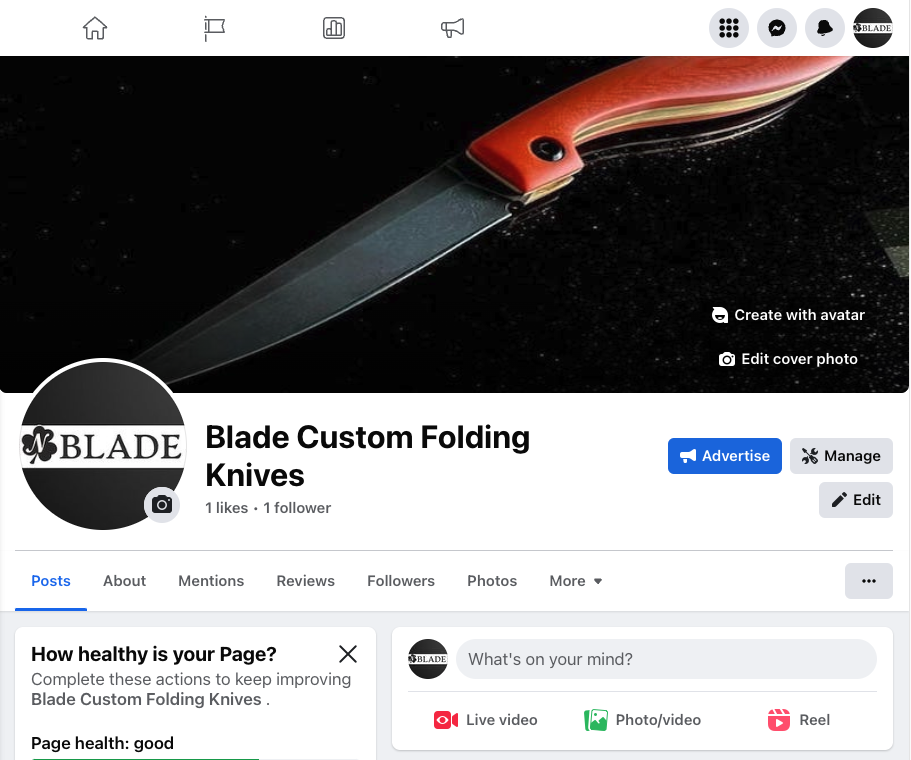 BLADE
Create with avatar
Edit cover photo
N BLADE
Blade Custom Folding
Knives
1 likes · 1 follower
Advertise
Manage
Edit
Posts
About
Mentions
Reviews
Followers
Photos
More
How healthy is your Page?
Complete these actions to keep improving
Blade Custom Folding Knives .
Page health: good
BLADE
What's on your mind?
Live video
Photo/video
Reel